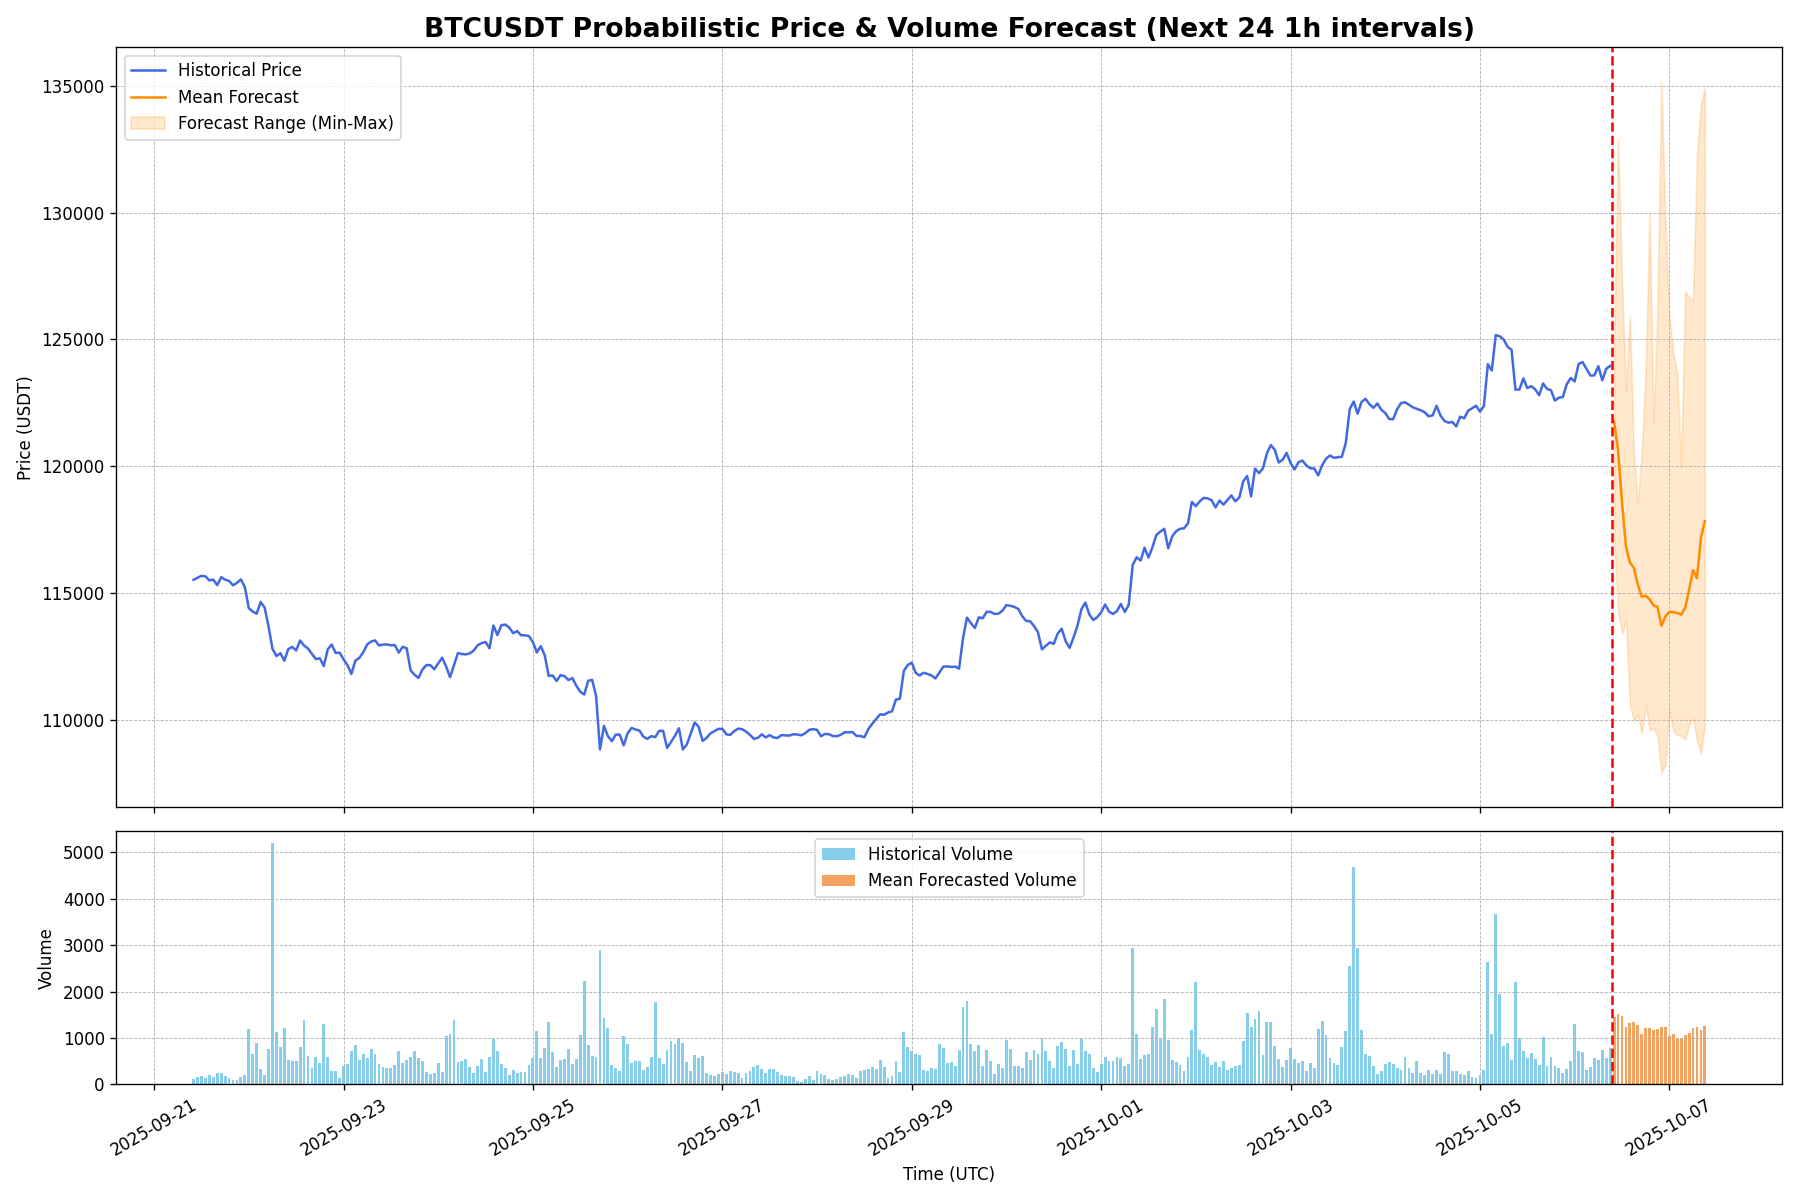 BTCUSDT Probabilistic Price & Volume Forecast (Next 24 1h intervals)
Historical Price
Mean Forecast
Forecast Range (Min-Max)
135000
130000
125000
120000
115000
110000
Price (USDT)
Historical Volume
Mean Forecasted Volume
5000
4000
3000
2000
1000
0
Volume
2025-09-21
2025-09-23
2025-09-25
2025-09-27
2025-09-29
2025-10-01
2025-10-03
2025-10-05
2025-10-07
Time (UTC)